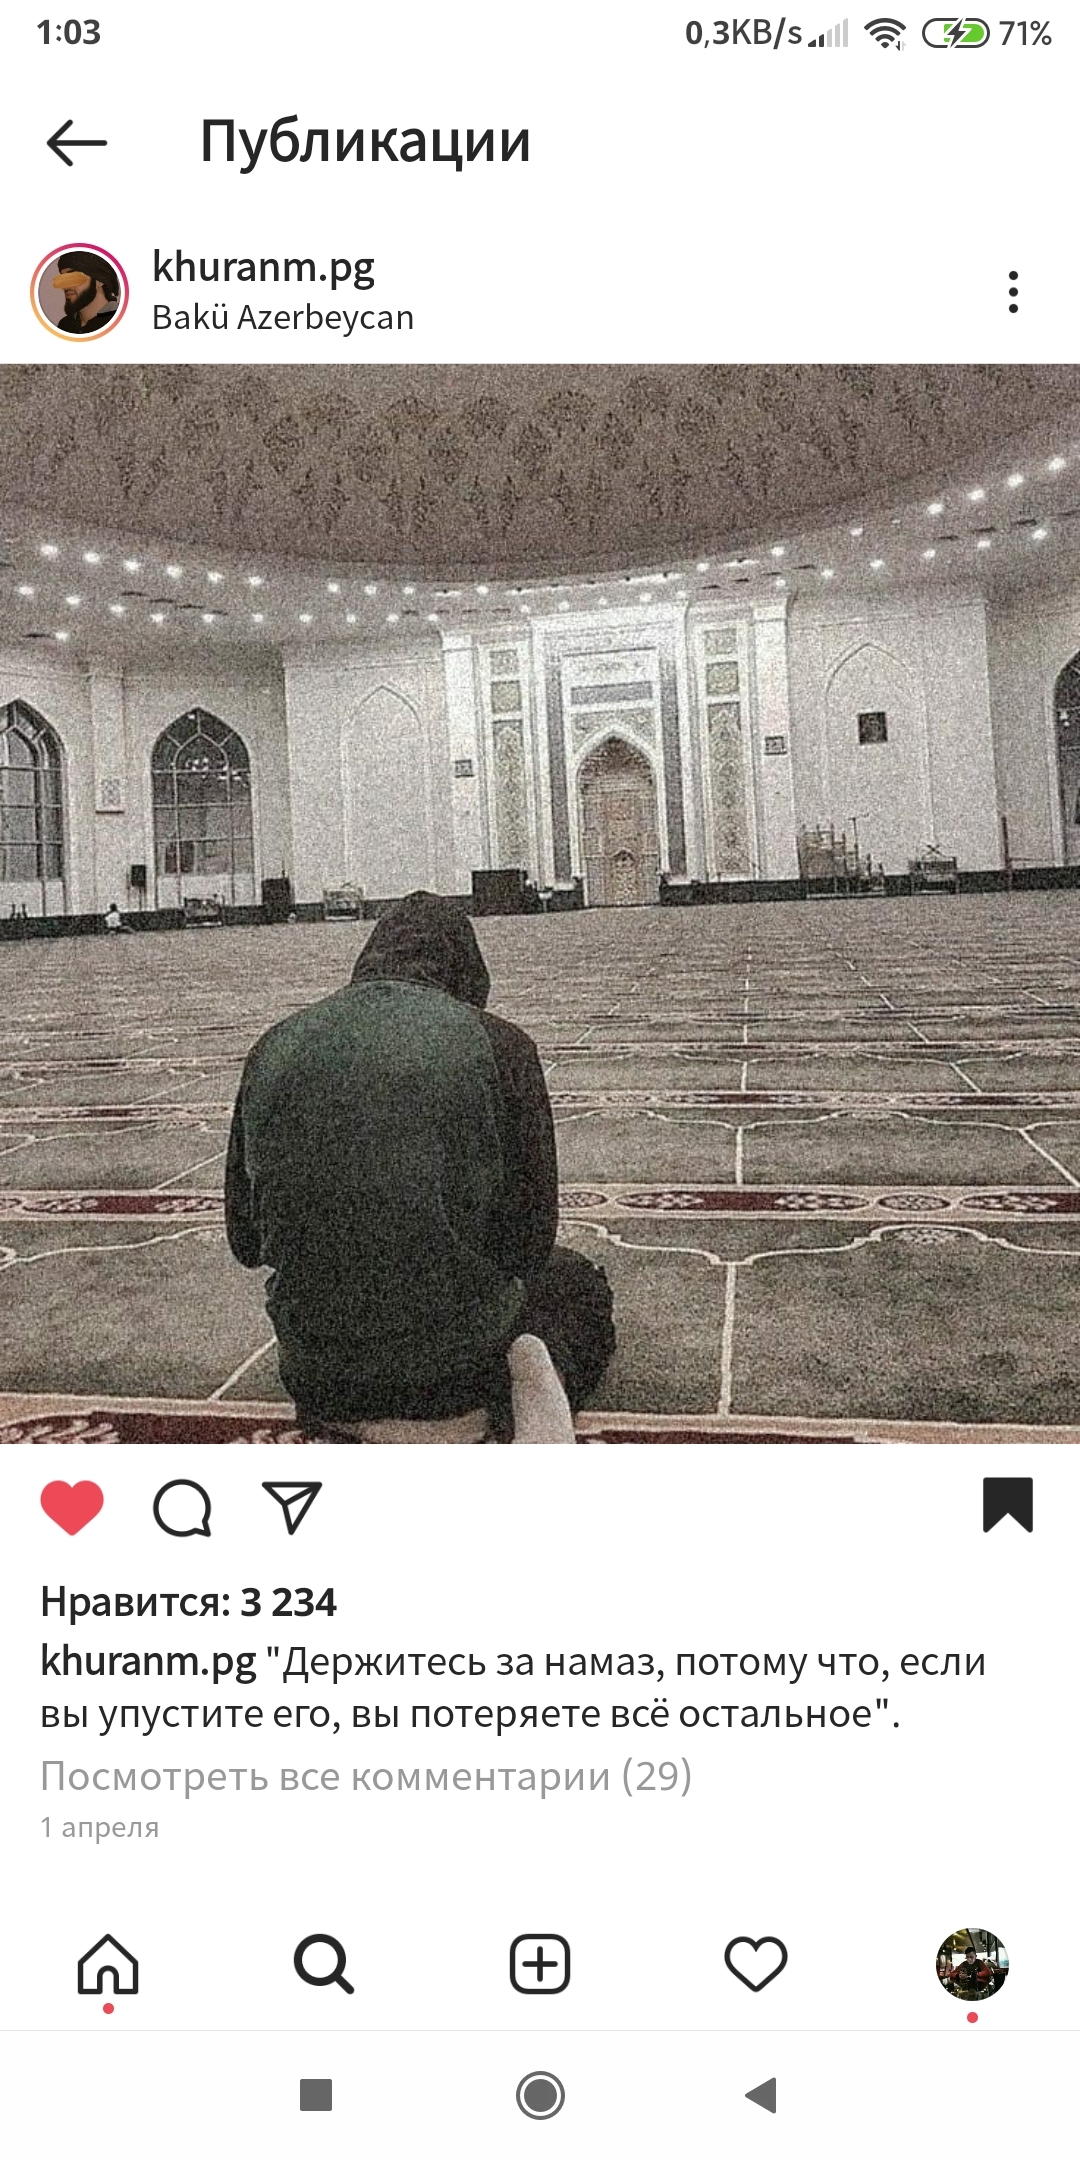 1:03
0,3KB/s
71%
Публикации
khuranm.pg
Bakü Azerbeycan
Нравится: 3 234
khuranm.pg "Держитесь за намаз, потому что, если
вы упустите его, вы потеряете всё остальное".
Посмотреть все комментарии (29)
1 апреля